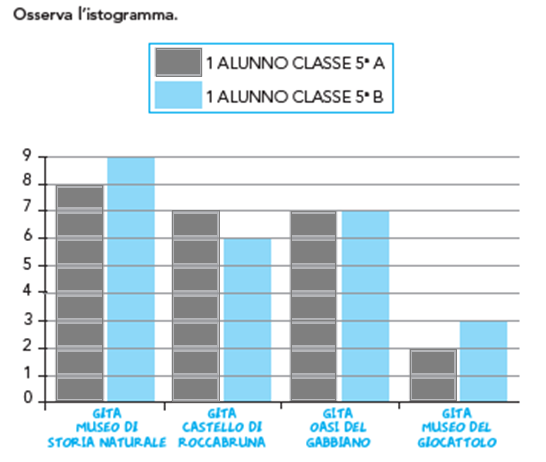 Osserva l'istogramma.
1 ALUNNO CLASSE 5ª A
1 ALUNNO CLASSE 5ª B
9
8
7
6
5
4
3
2
1
0
GITA
MUSEO DI
STORIA NATURALE
GITA
CASTELLO DI
ROCCABRUNA
GITA
OASI DEL
GABBIANO
GITA
MUSEO DEL
GIOCATTOLO